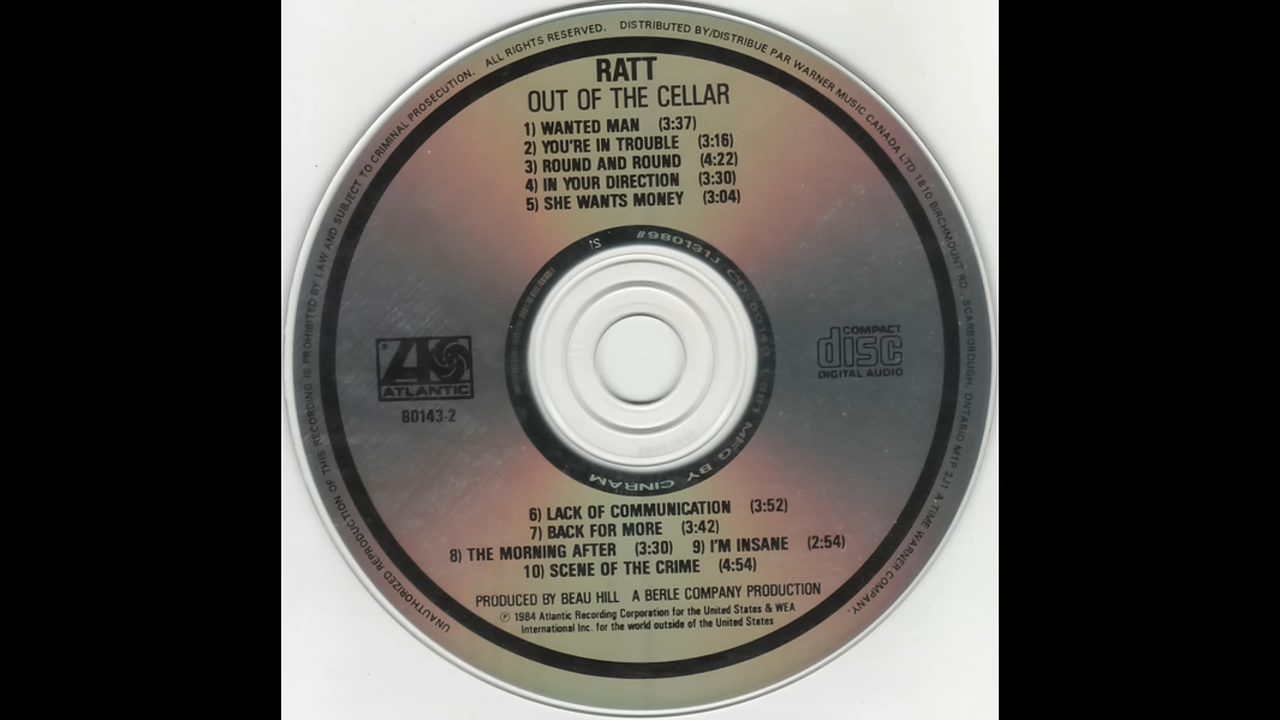 UNAUTHORIZED REPRODUCTION OF THIS RECORDING IS PROHIBITED BY LAW AND SUBJECT TO CRIMINAL PROSECUTION. ALL RIGHTS RESERVED. DISTRIBUTED BY/DISTRIBUE PAR WARNER MUSIC CANADA LTD 1810 BIRCHMOUNT RD., SCARBOROUGH, ONTARIO M1P 2J1 A TIME WARNER COMPANY.
RATT
OUT OF THE CELLAR
1) WANTED MAN (3:37)
2) YOU'RE IN TROUBLE (3:16)
3) ROUND AND ROUND (4:22)
4) IN YOUR DIRECTION (3:30)
5) SHE WANTS MONEY (3:04)
#980131J MFG BY CINRAM
ATLANTIC
80143-2
COMPACT
disc
DIGITAL AUDIO
6) LACK OF COMMUNICATION (3:52)
7) BACK FOR MORE (3:42)
8) THE MORNING AFTER (3:30) 9) I'M INSANE (2:54)
10) SCENE OF THE CRIME (4:54)
PRODUCED BY BEAU HILL A BERLE COMPANY PRODUCTION
℗ 1984 Atlantic Recording Corporation for the United States & WEA
International Inc. for the world outside of the United States